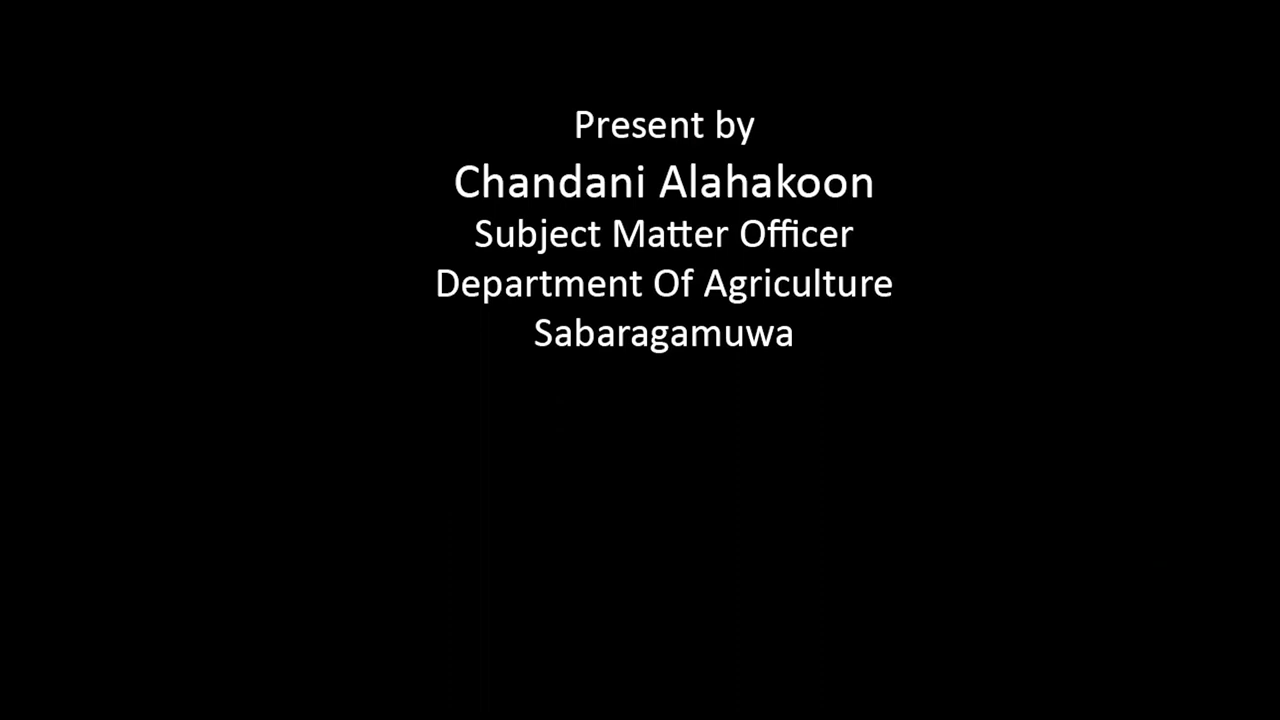 Present by
Chandani Alahakoon
Subject Matter Officer
Department Of Agriculture
Sabaragamuwa